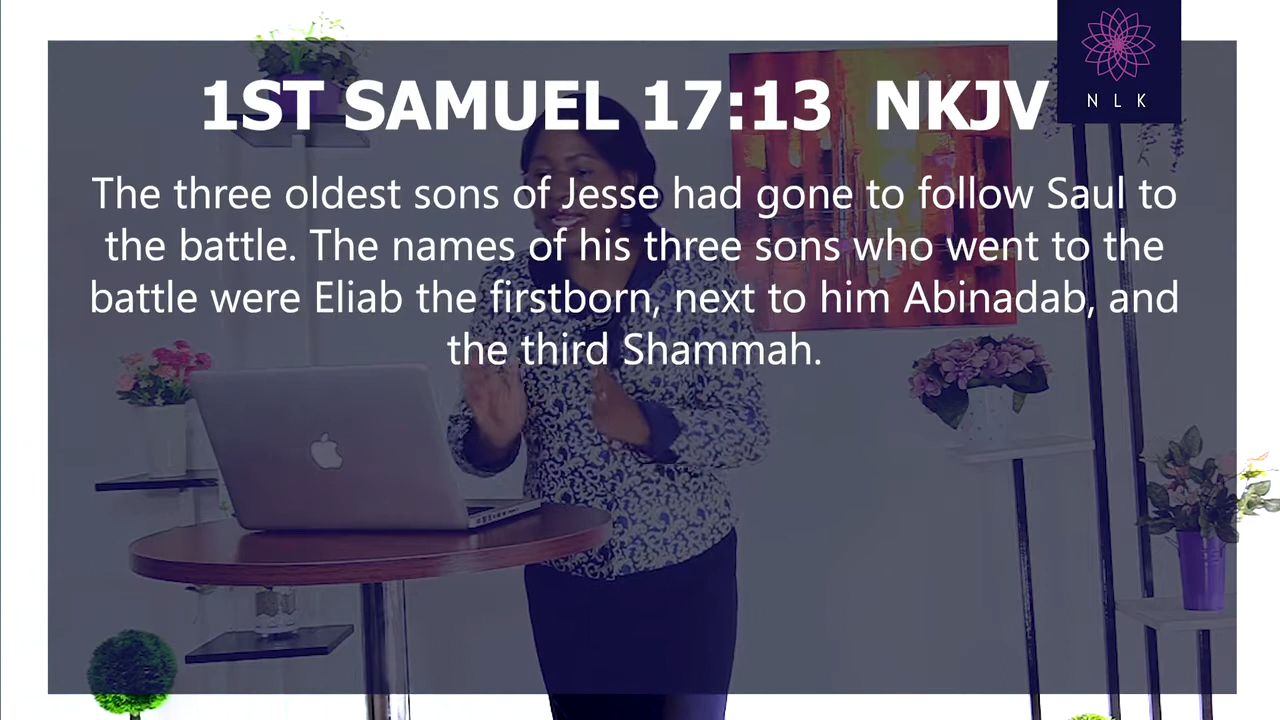 1ST SAMUEL 17:13 NKJV
NLK
The three oldest sons of Jesse had gone to follow Saul to
the battle. The names of his three sons who went to the
battle were Eliab the firstborn, next to him Abinadab, and
the third Shammah.